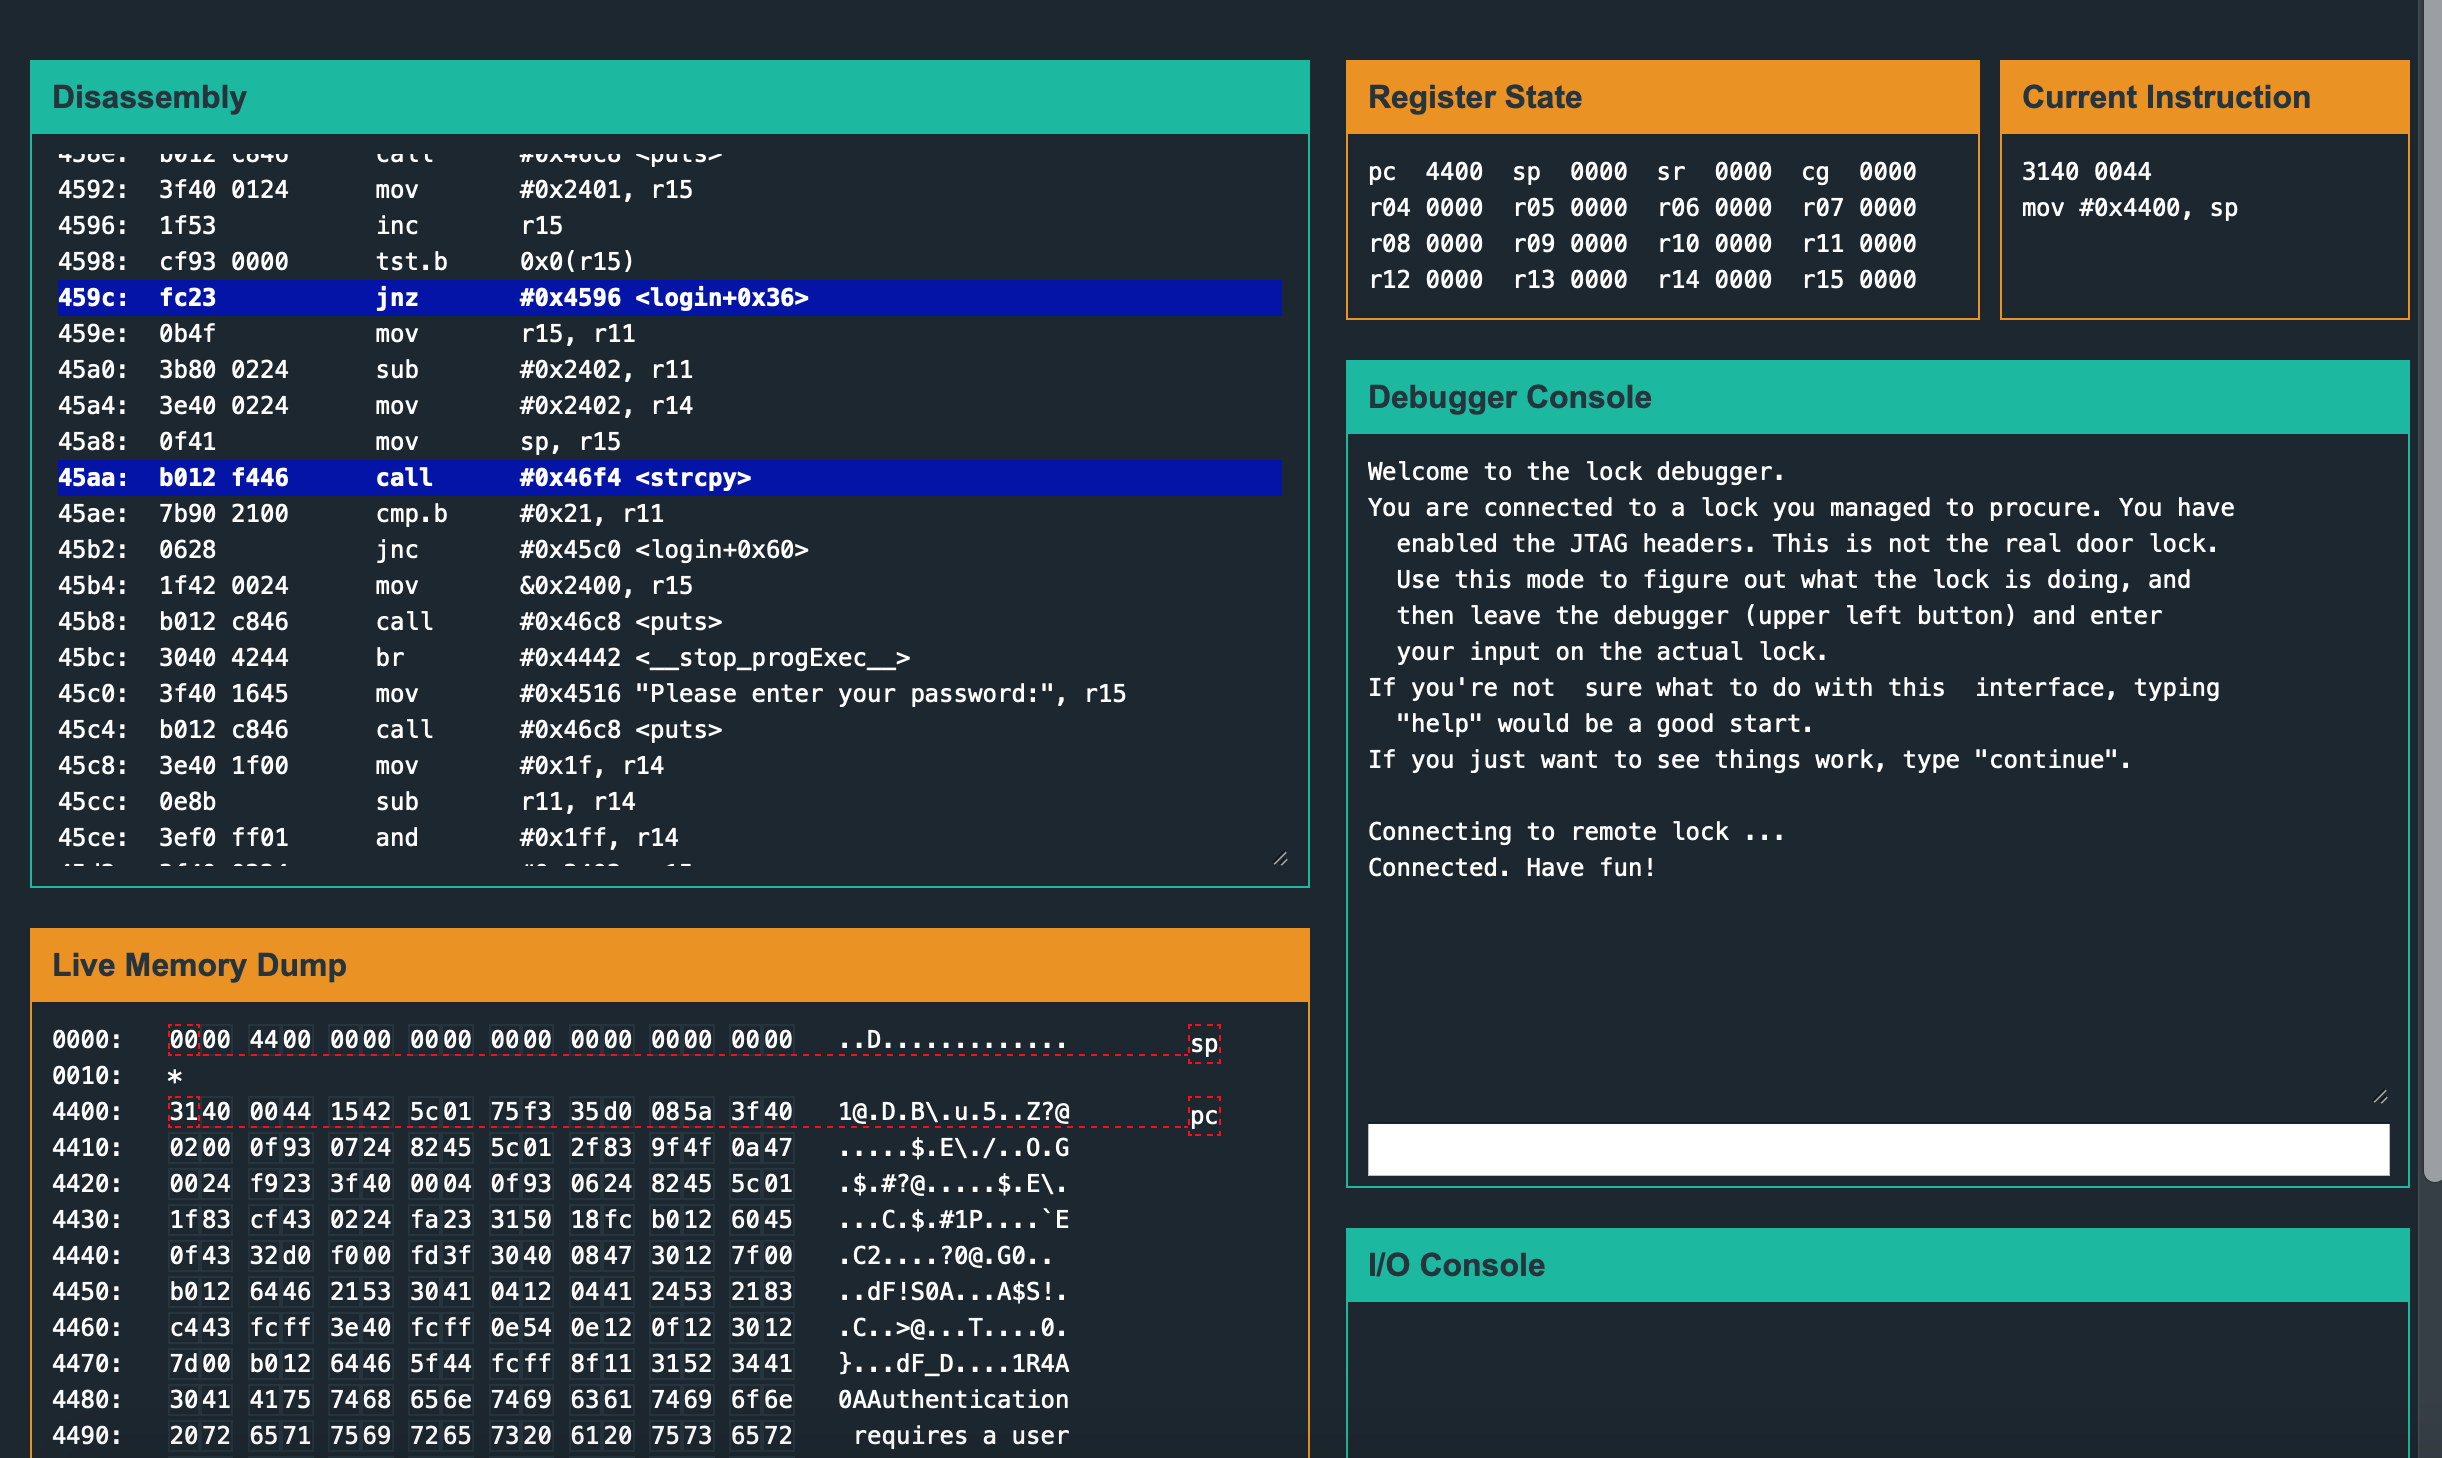 Disassembly
458e: b012 c846 call #0x46c8 <puts>
4592: 3f40 0124 mov #0x2401, r15
4596: 1f53 inc r15
4598: cf93 0000 tst.b 0x0(r15)
459c: fc23 jnz #0x4596 <login+0x36>
459e: 0b4f mov r15, r11
45a0: 3b80 0224 sub #0x2402, r11
45a4: 3e40 0224 mov #0x2402, r14
45a8: 0f41 mov sp, r15
45aa: b012 f446 call #0x46f4 <strcpy>
45ae: 7b90 2100 cmp.b #0x21, r11
45b2: 0628 jnc #0x45c0 <login+0x60>
45b4: 1f42 0024 mov &0x2400, r15
45b8: b012 c846 call #0x46c8 <puts>
45bc: 3040 4244 br #0x4442 <__stop_progExec__>
45c0: 3f40 1645 mov #0x4516 "Please enter your password:", r15
45c4: b012 c846 call #0x46c8 <puts>
45c8: 3e40 1f00 mov #0x1f, r14
45cc: 0e8b sub r11, r14
45ce: 3ef0 ff01 and #0x1ff, r14
Live Memory Dump
0000: 0000 4400 0000 0000 0000 0000 0000 0000 ..D............. sp
0010: *
4400: 3140 0044 1542 5c01 75f3 35d0 085a 3f40 1@.D.B\.u.5..Z?@ pc
4410: 0200 0f93 0724 8245 5c01 2f83 9f4f 0a47 .....$.E\./..O.G
4420: 0024 f923 3f40 0004 0f93 0624 8245 5c01 .$.#?@.....$.E\.
4430: 1f83 cf43 0224 fa23 3150 18fc b012 6045 ...C.$.#1P....`E
4440: 0f43 32d0 f000 fd3f 3040 0847 3012 7f00 .C2....?0@.G0..
4450: b012 6446 2153 3041 0412 0441 2453 2183 ..dF!S0A...A$S!.
4460: c443 fcff 3e40 fcff 0e54 0e12 0f12 3012 .C..>@...T....0.
4470: 7d00 b012 6446 5f44 fcff 8f11 3152 3441 }...dF_D....1R4A
4480: 3041 4175 7468 656e 7469 6361 7469 6f6e 0AAuthentication
4490: 2072 6571 7569 7265 7320 6120 7573 6572 requires a user
Register State
pc 4400 sp 0000 sr 0000 cg 0000
r04 0000 r05 0000 r06 0000 r07 0000
r08 0000 r09 0000 r10 0000 r11 0000
r12 0000 r13 0000 r14 0000 r15 0000
Current Instruction
3140 0044
mov #0x4400, sp
Debugger Console
Welcome to the lock debugger.
You are connected to a lock you managed to procure. You have
enabled the JTAG headers. This is not the real door lock.
Use this mode to figure out what the lock is doing, and
then leave the debugger (upper left button) and enter
your input on the actual lock.
If you're not  sure what to do with this  interface, typing
"help" would be a good start.
If you just want to see things work, type "continue".
Connecting to remote lock ...
Connected. Have fun!
I/O Console